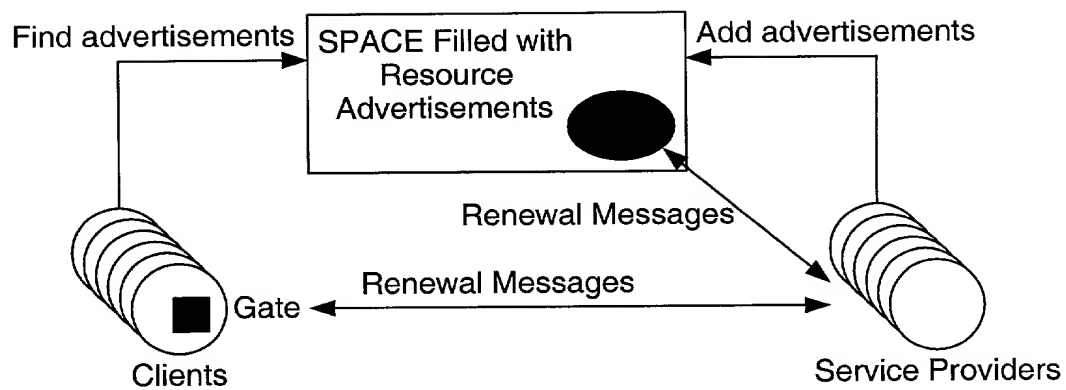 Find advertisements
SPACE Filled with
Resource
Advertisements
Add advertisements
Renewal Messages
Renewal Messages
Gate
Clients
Service Providers